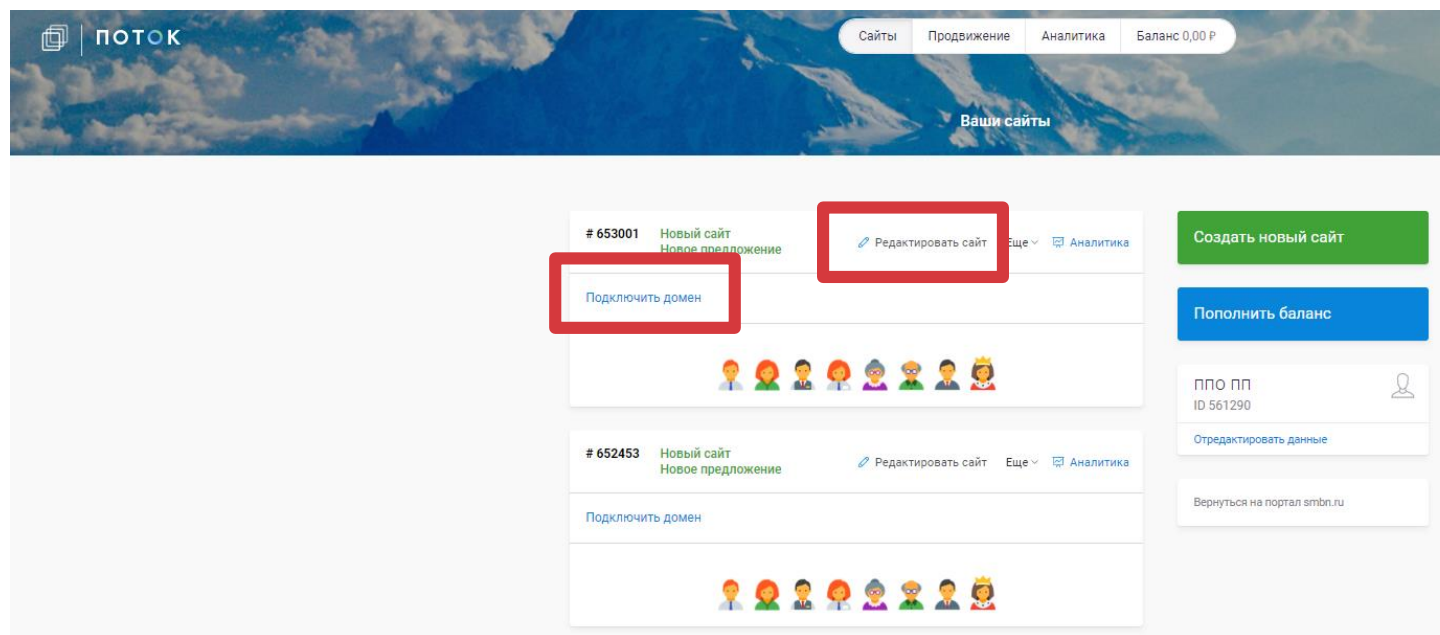 ПОТОК
Сайты Продвижение Аналитика Баланс 0,00 ₽
Ваши сайты
# 653001 Новый сайт
Новое предложение
Редактировать сайт Еще Аналитика
Подключить домен
# 652453 Новый сайт
Новое предложение
Редактировать сайт Еще Аналитика
Подключить домен
Создать новый сайт
Пополнить баланс
ППО ПП
ID 561290
Отредактировать данные
Вернуться на портал smbn.ru